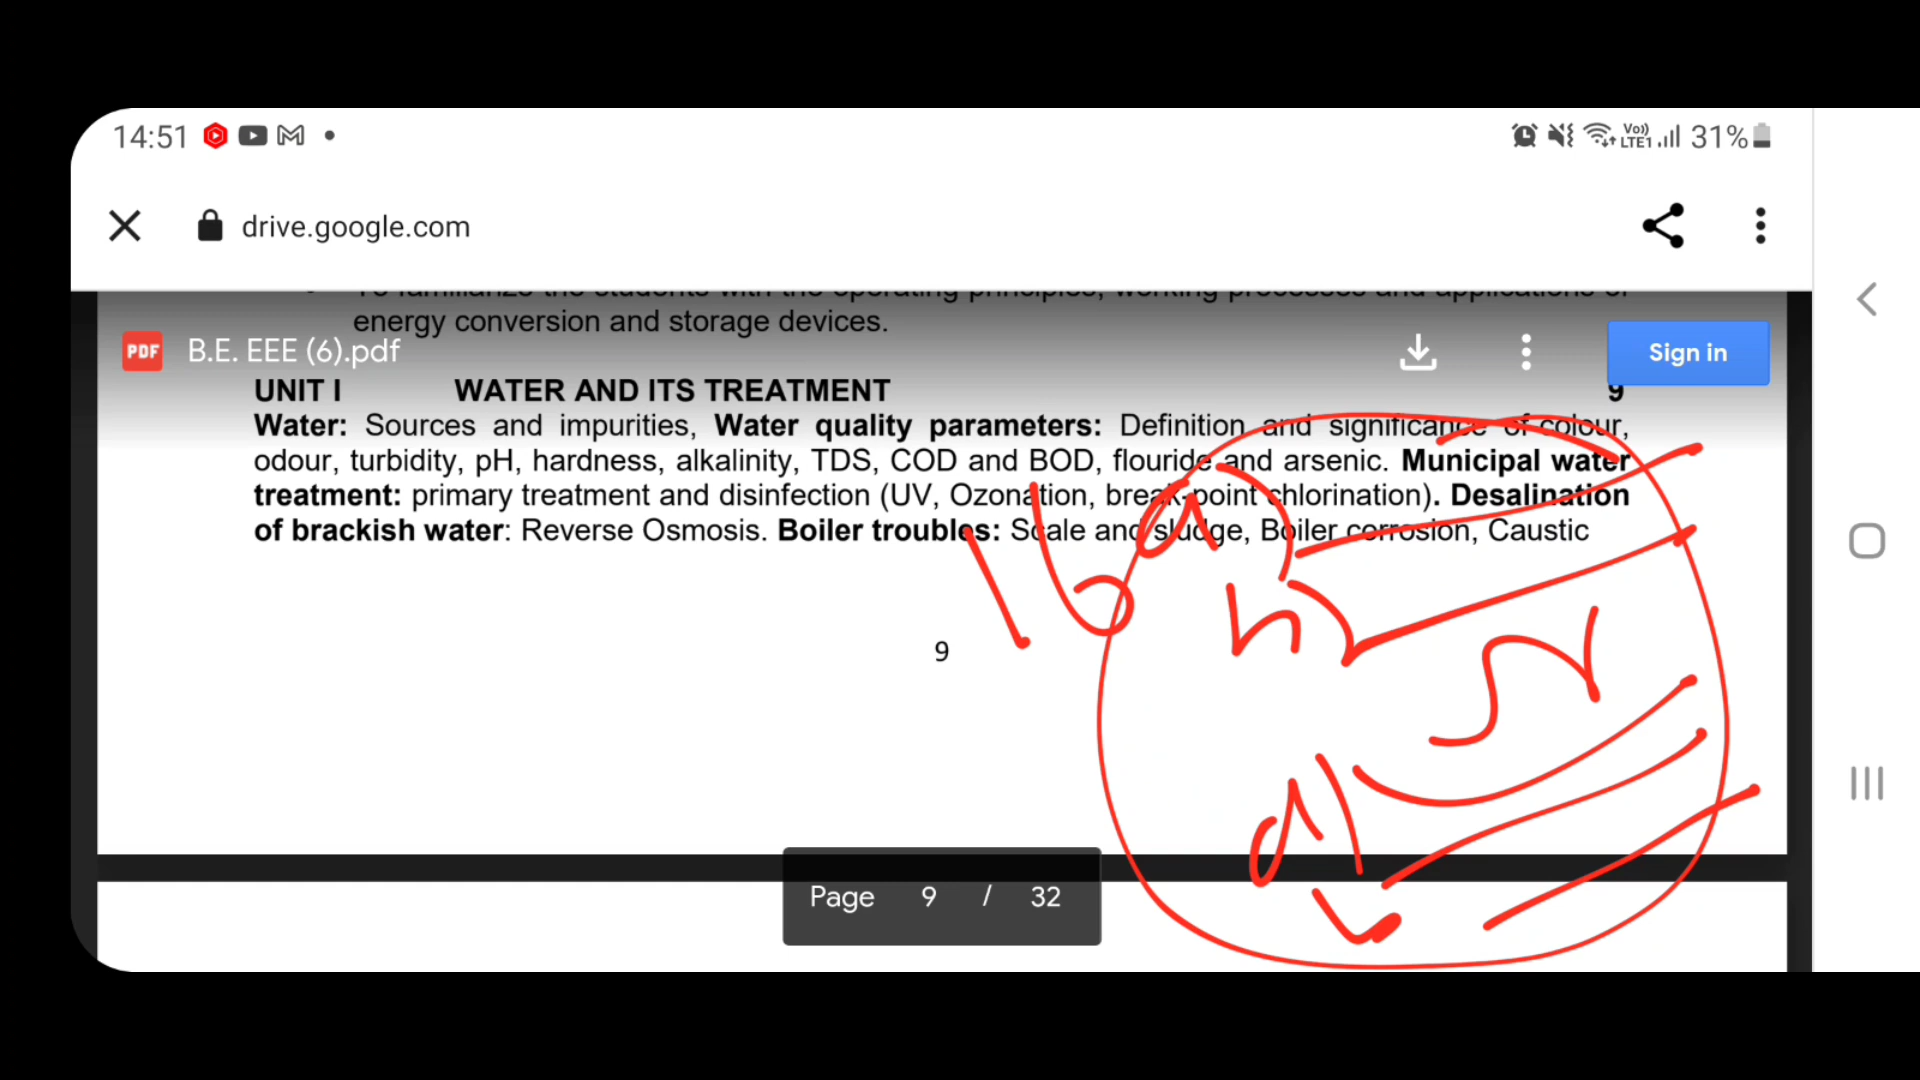 14:51
Vo) LTE1 31%
drive.google.com
energy conversion and storage devices.
PDF B.E. EEE (6).pdf
Sign in
UNIT I WATER AND ITS TREATMENT 9
Water: Sources and impurities, Water quality parameters: Definition and significance of colour,
odour, turbidity, pH, hardness, alkalinity, TDS, COD and BOD, flouride and arsenic. Municipal water
treatment: primary treatment and disinfection (UV, Ozonation, break-point chlorination). Desalination
of brackish water: Reverse Osmosis. Boiler troubles: Scale and sludge, Boiler corrosion, Caustic
16 a)
9
Page 9 / 32